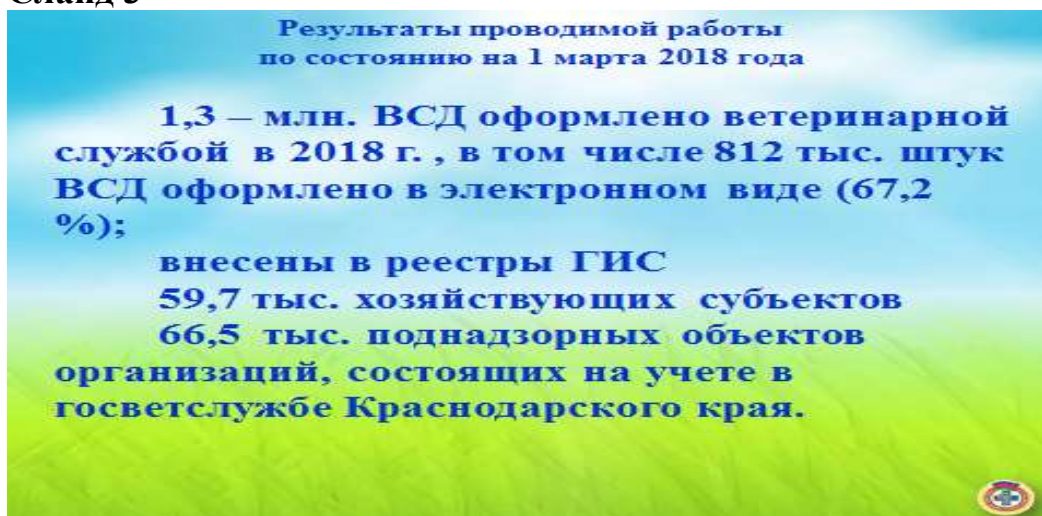 Результаты проводимой работы
по состоянию на 1 марта 2018 года
1,3 – млн. ВСД оформлено ветеринарной
службой в 2018 г. , в том числе 812 тыс. штук
ВСД оформлено в электронном виде (67,2
%);
внесены в реестры ГИС
59,7 тыс. хозяйствующих субъектов
66,5 тыс. поднадзорных объектов
организаций, состоящих на учете в
госветслужбе Краснодарского края.